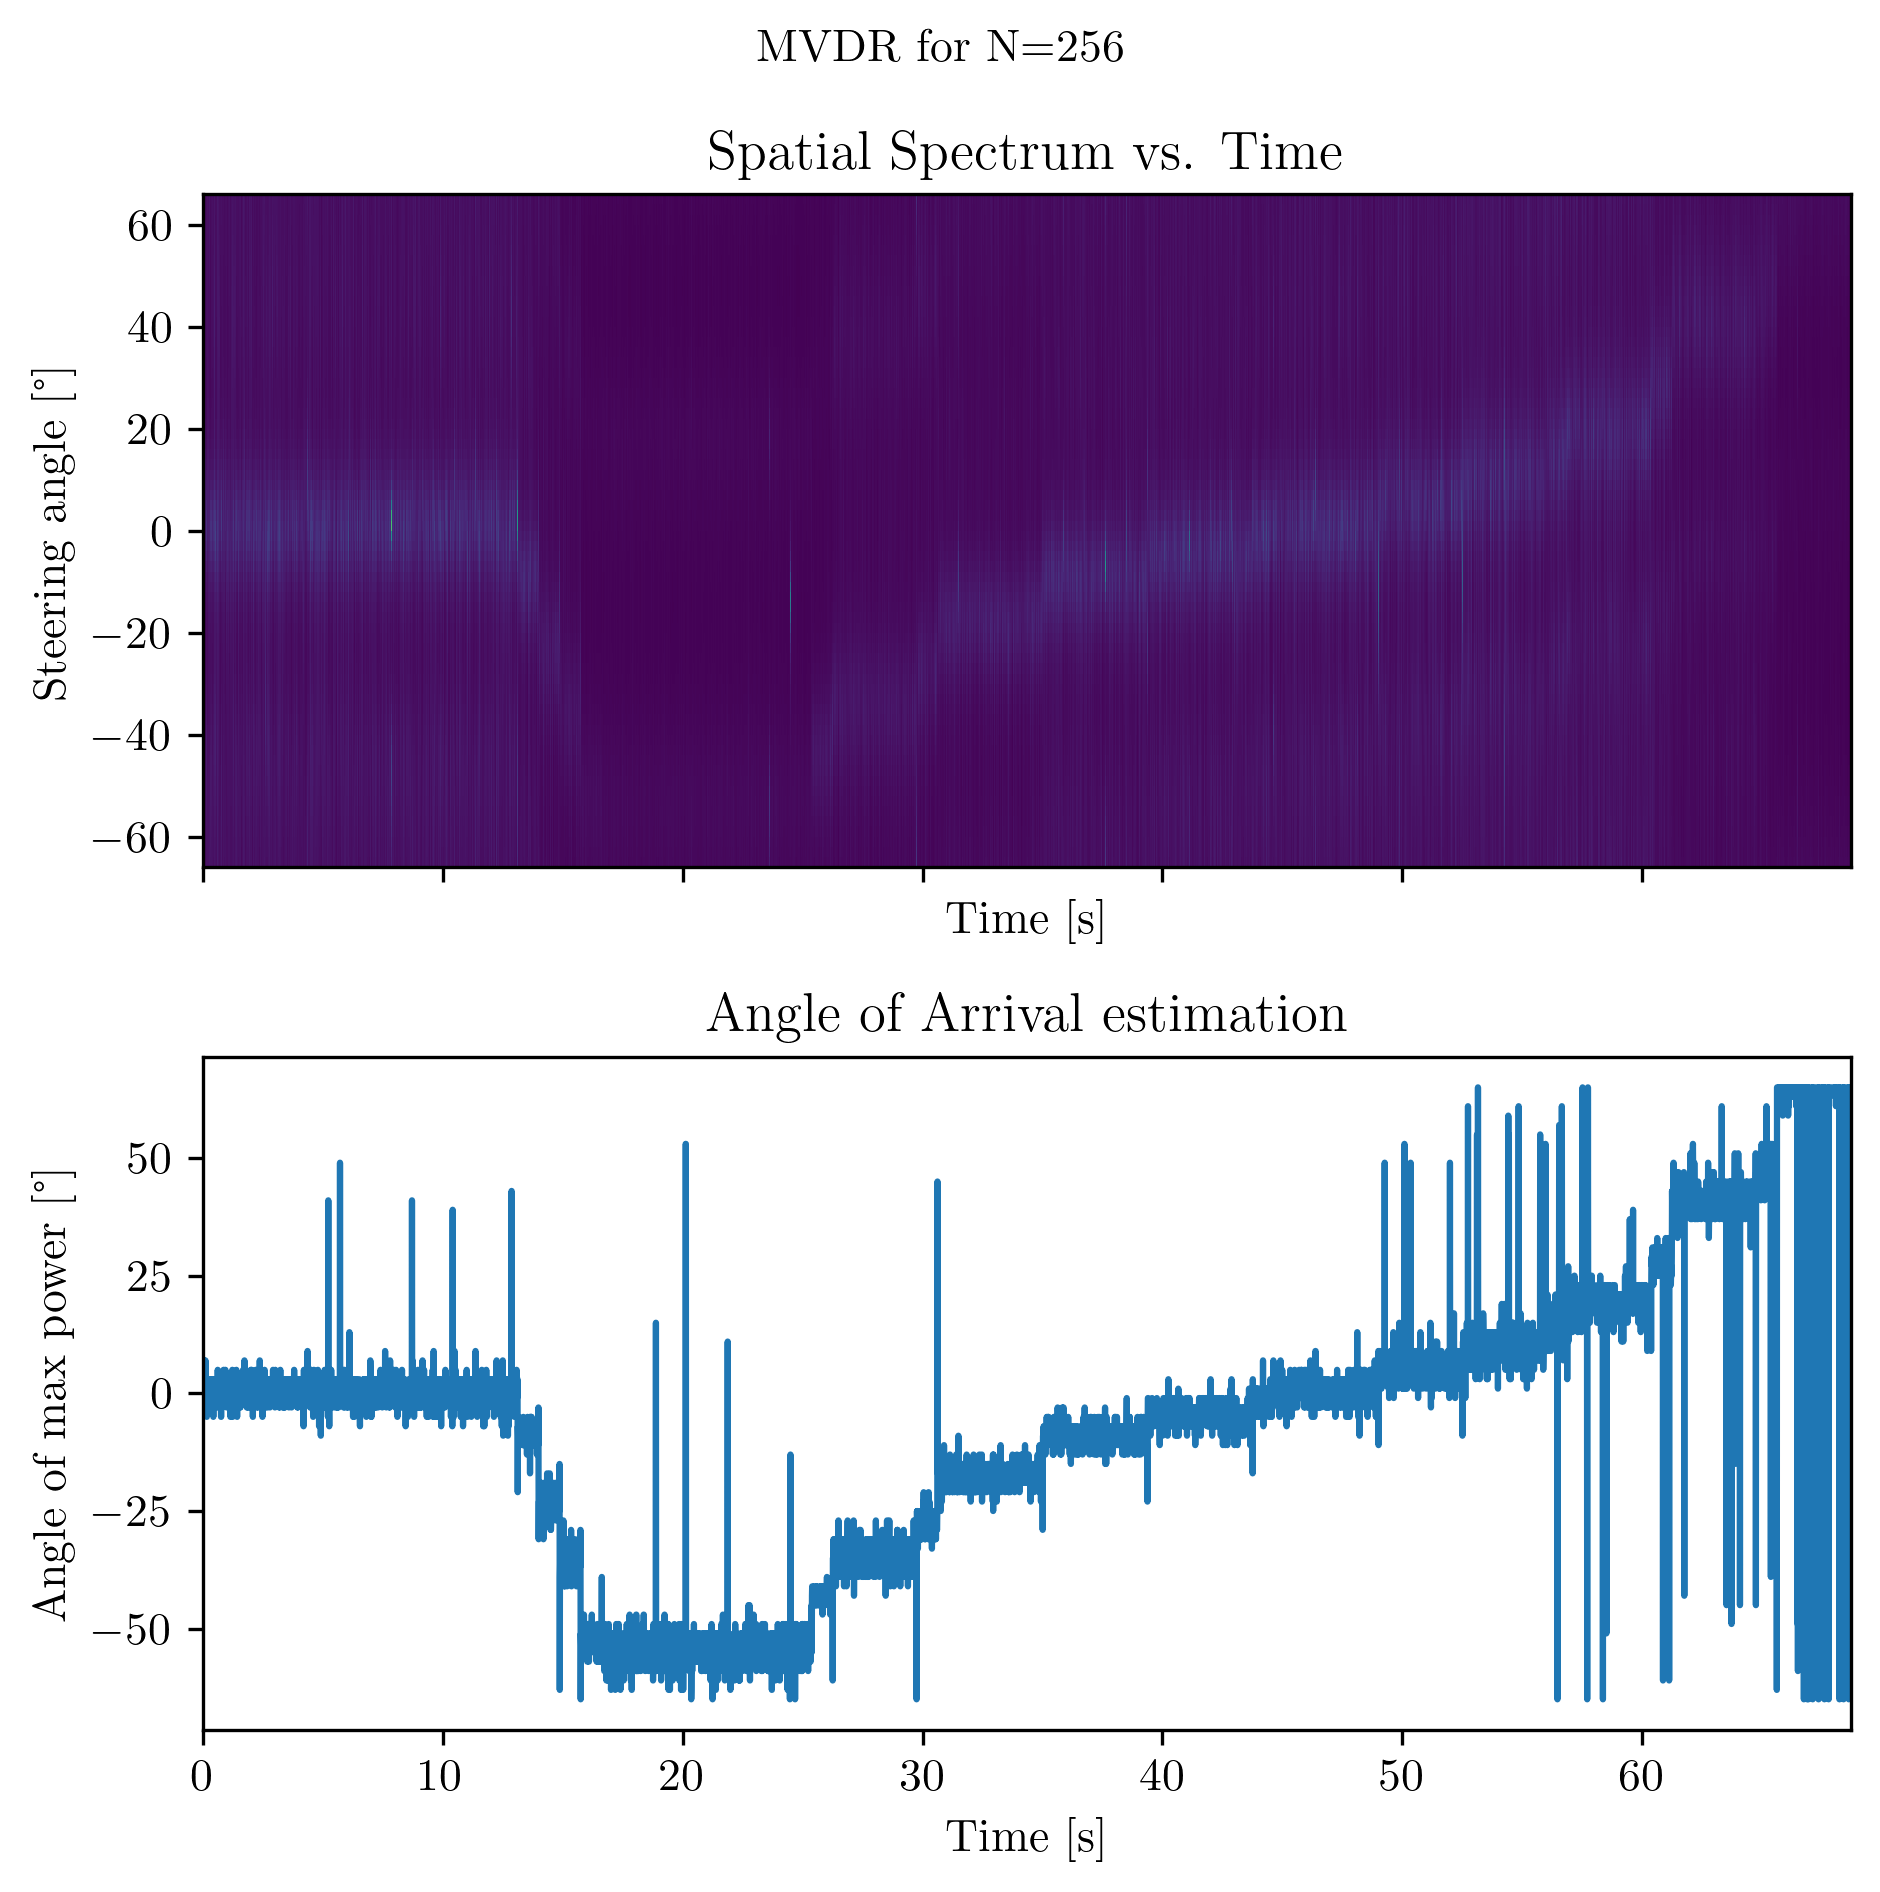 MVDR for N=256
Spatial Spectrum vs. Time
60
40
20
0
−20
−40
−60
Steering angle [°]
Time [s]
Angle of Arrival estimation
50
25
0
−25
−50
Angle of max power [°]
0 10 20 30 40 50 60
Time [s]